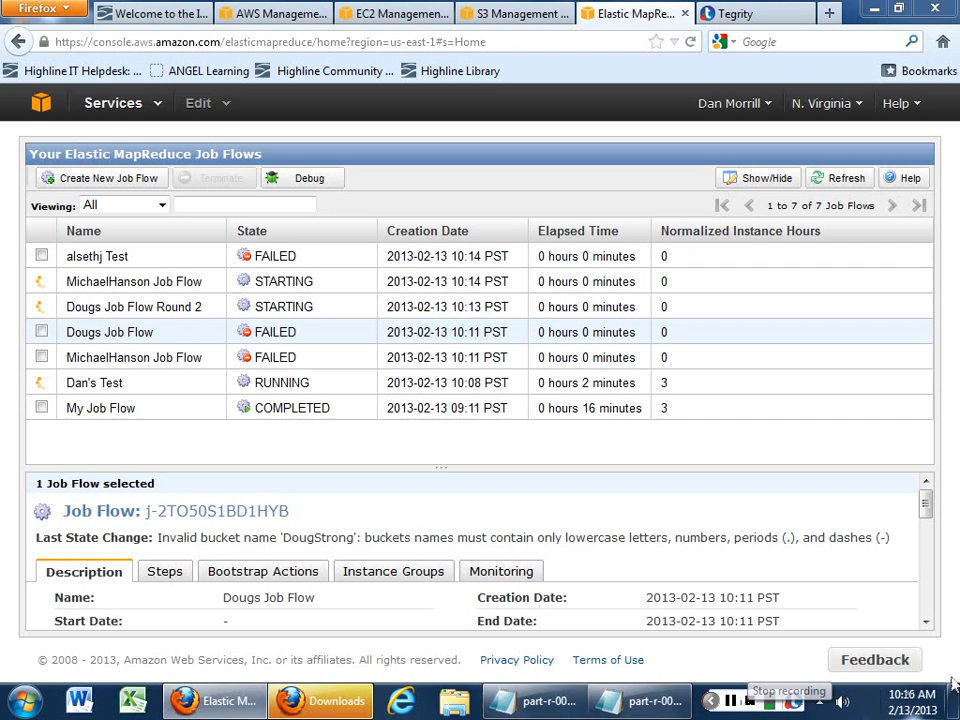 Firefox
Welcome to the I...
AWS Manageme...
EC2 Managemen...
S3 Management ...
Elastic MapRe...
Tegrity
https://console.aws.amazon.com/elasticmapreduce/home?region=us-east-1#s=Home
Google
Highline IT Helpdesk: ...
ANGEL Learning
Highline Community ...
Highline Library
Bookmarks
Services
Edit
Dan Morrill
N. Virginia
Help
Your Elastic MapReduce Job Flows
Create New Job Flow
Terminate
Debug
Show/Hide
Refresh
Help
Viewing: All
1 to 7 of 7 Job Flows
Name State Creation Date Elapsed Time Normalized Instance Hours
alsethj Test FAILED 2013-02-13 10:14 PST 0 hours 0 minutes 0
MichaelHanson Job Flow STARTING 2013-02-13 10:14 PST 0 hours 0 minutes 0
Dougs Job Flow Round 2 STARTING 2013-02-13 10:13 PST 0 hours 0 minutes 0
Dougs Job Flow FAILED 2013-02-13 10:11 PST 0 hours 0 minutes 0
MichaelHanson Job Flow FAILED 2013-02-13 10:11 PST 0 hours 0 minutes 0
Dan's Test RUNNING 2013-02-13 10:08 PST 0 hours 2 minutes 3
My Job Flow COMPLETED 2013-02-13 09:11 PST 0 hours 16 minutes 3
1 Job Flow selected
Job Flow: j-2TO50S1BD1HYB
Last State Change: Invalid bucket name 'DougStrong': buckets names must contain only lowercase letters, numbers, periods (.), and dashes (-)
Description
Steps
Bootstrap Actions
Instance Groups
Monitoring
Name: Dougs Job Flow Creation Date: 2013-02-13 10:11 PST
Start Date: - End Date: 2013-02-13 10:11 PST
© 2008 - 2013, Amazon Web Services, Inc. or its affiliates. All rights reserved.
Privacy Policy
Terms of Use
Feedback
Elastic M...
Downloads
part-r-00...
part-r-00...
Stop recording
10:26 AM
2/13/2013